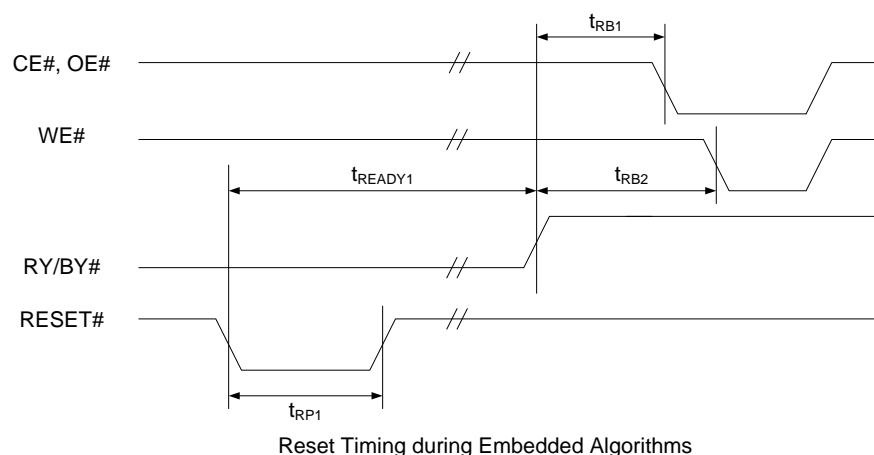 tRB1
CE#, OE#
WE#
tREADY1
tRB2
RY/BY#
RESET#
tRP1
Reset Timing during Embedded Algorithms